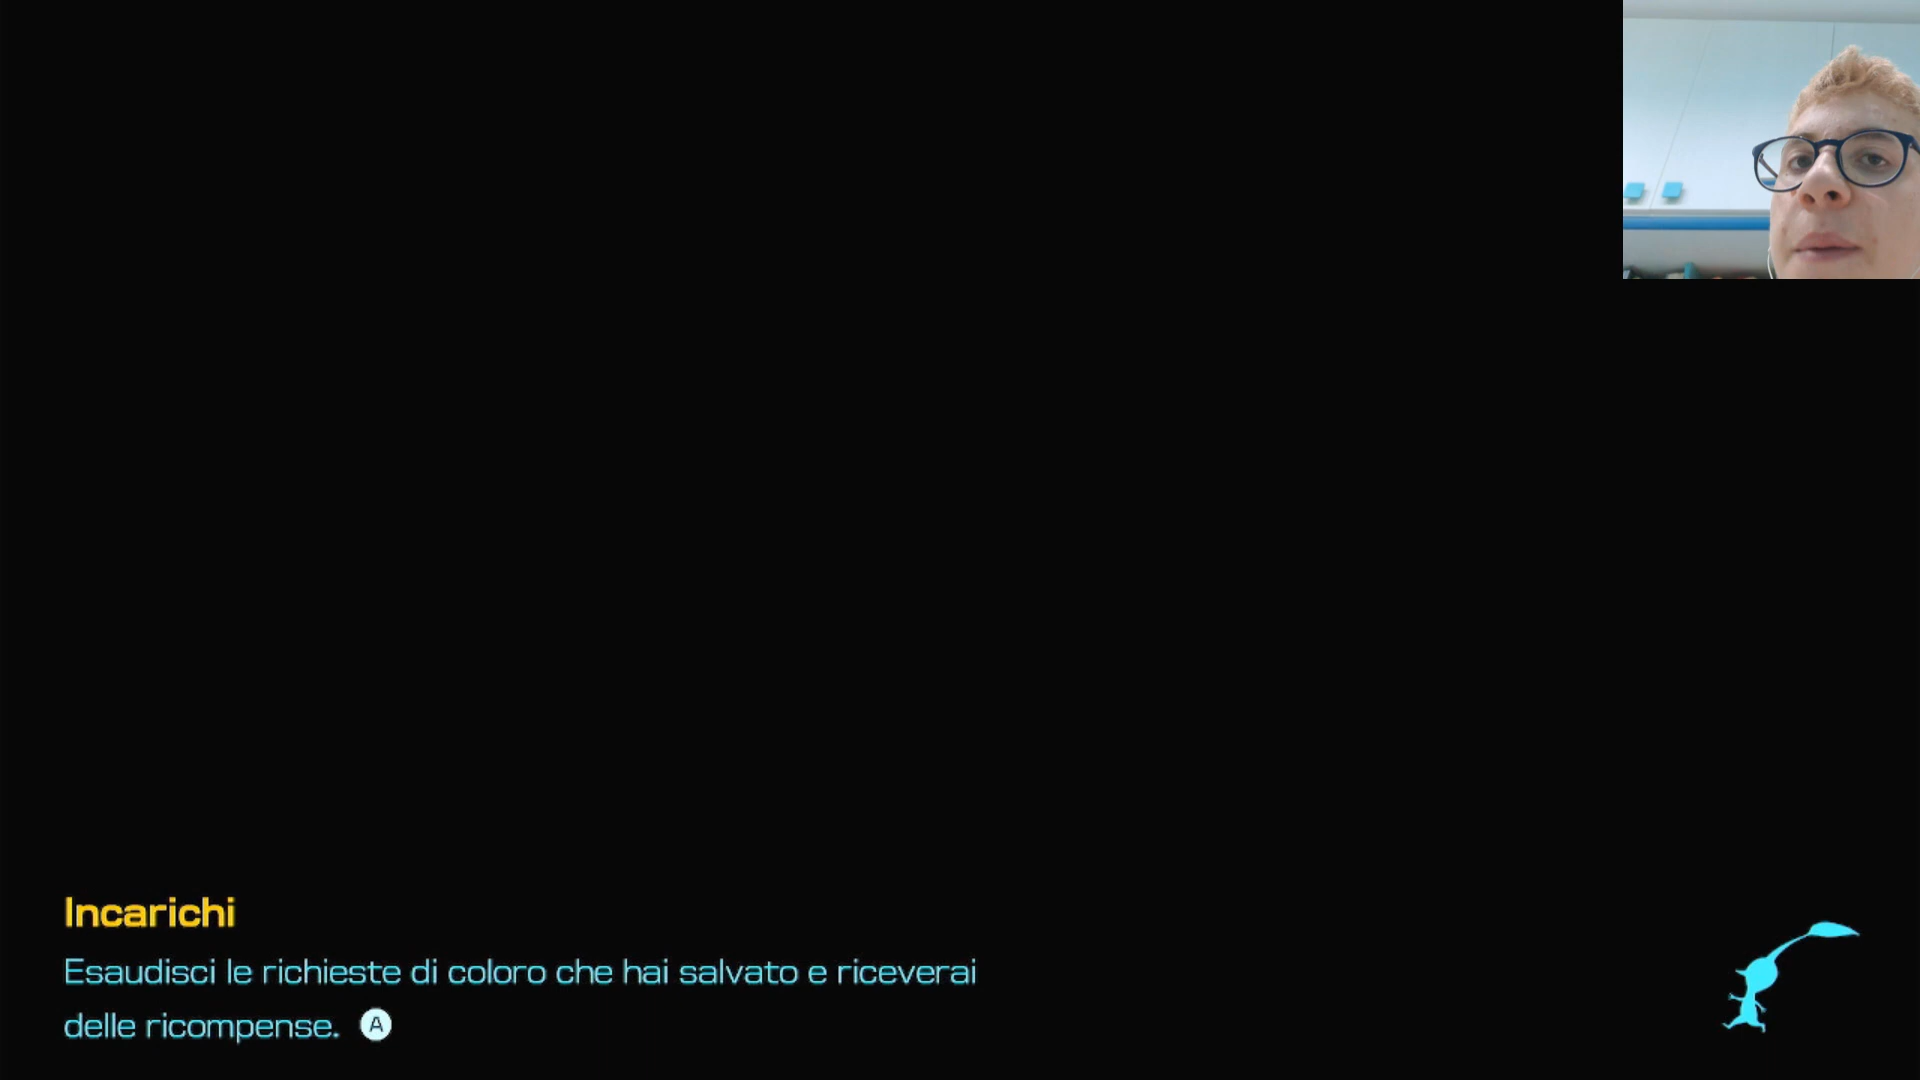 Incarichi
Esaudisci le richieste di coloro che hai salvato e riceverai
delle ricompense. A